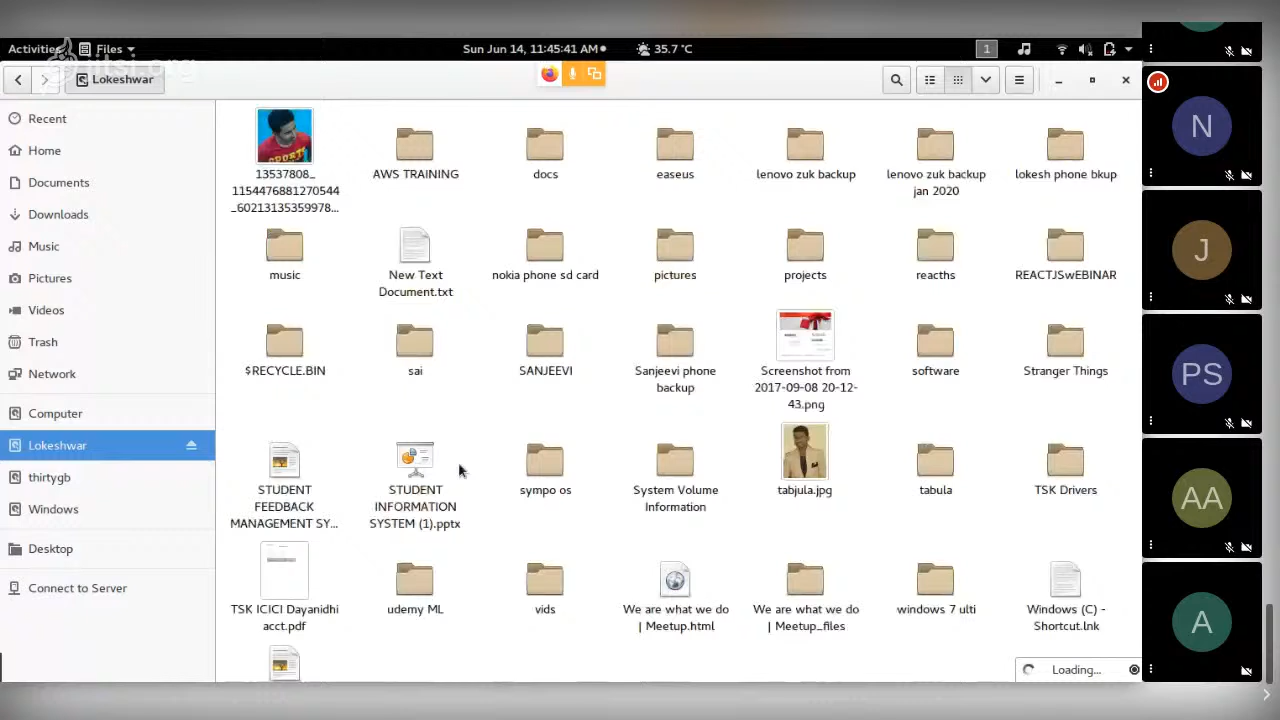 Activities
Files
Sun Jun 14, 11:45:41 AM
35.7 °C
1
jitsi.org
Lokeshwar
Recent
Home
Documents
Downloads
Music
Pictures
Videos
Trash
Network
Computer
Lokeshwar
thirtygb
Windows
Desktop
Connect to Server
13537808_
1154476881270544
_60213135359978...
AWS TRAINING
docs
easeus
lenovo zuk backup
lenovo zuk backup
jan 2020
lokesh phone bkup
music
New Text
Document.txt
nokia phone sd card
pictures
projects
reacths
REACTJSwEBINAR
$RECYCLE.BIN
sai
SANJEEVI
Sanjeevi phone
backup
Screenshot from
2017-09-08 20-12-
43.png
software
Stranger Things
STUDENT
FEEDBACK
MANAGEMENT SY...
STUDENT
INFORMATION
SYSTEM (1).pptx
sympo os
System Volume
Information
tabjula.jpg
tabula
TSK Drivers
TSK ICICI Dayanidhi
acct.pdf
udemy ML
vids
We are what we do
| Meetup.html
We are what we do
| Meetup_files
windows 7 ulti
Windows (C) -
Shortcut.lnk
Loading...
N
J
PS
AA
A